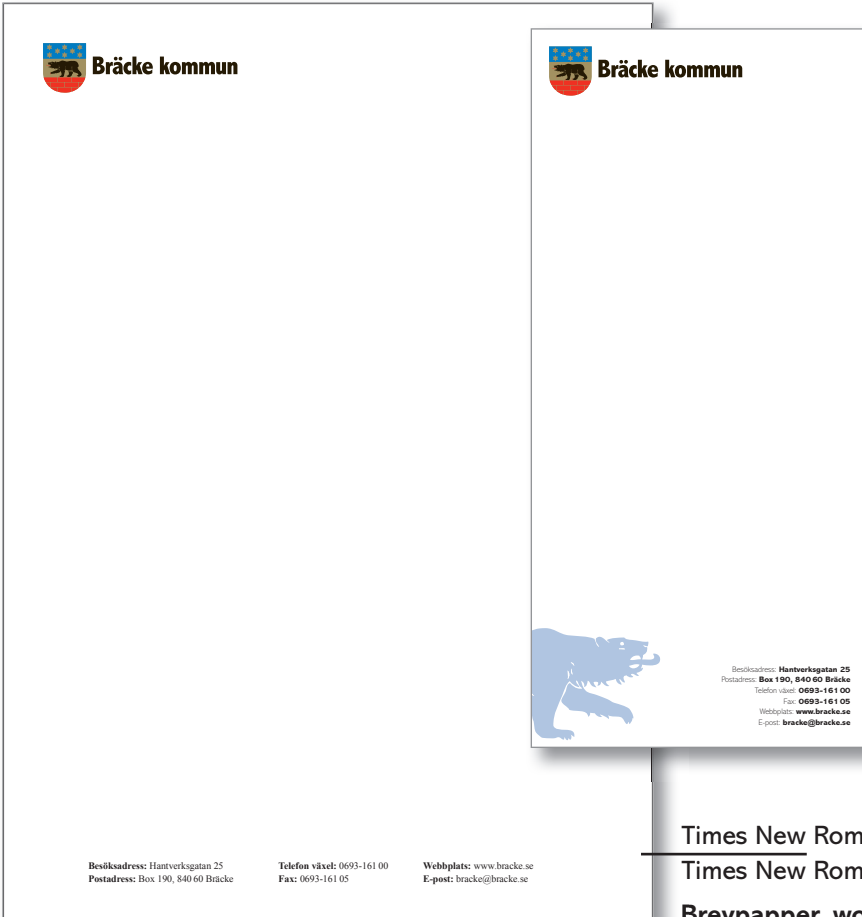 Bräcke kommun
Bräcke kommun
Besöksadress: Hantverksgatan 25
Postadress: Box 190, 840 60 Bräcke
Telefon växel: 0693-161 00
Fax: 0693-161 05
Webbplats: www.bracke.se
E-post: bracke@bracke.se
Besöksadress: Hantverksgatan 25
Postadress: Box 190, 840 60 Bräcke
Telefon växel: 0693-161 00
Fax: 0693-161 05
Webbplats: www.bracke.se
E-post: bracke@bracke.se
Times New Rom
Times New Rom
Brevpapper